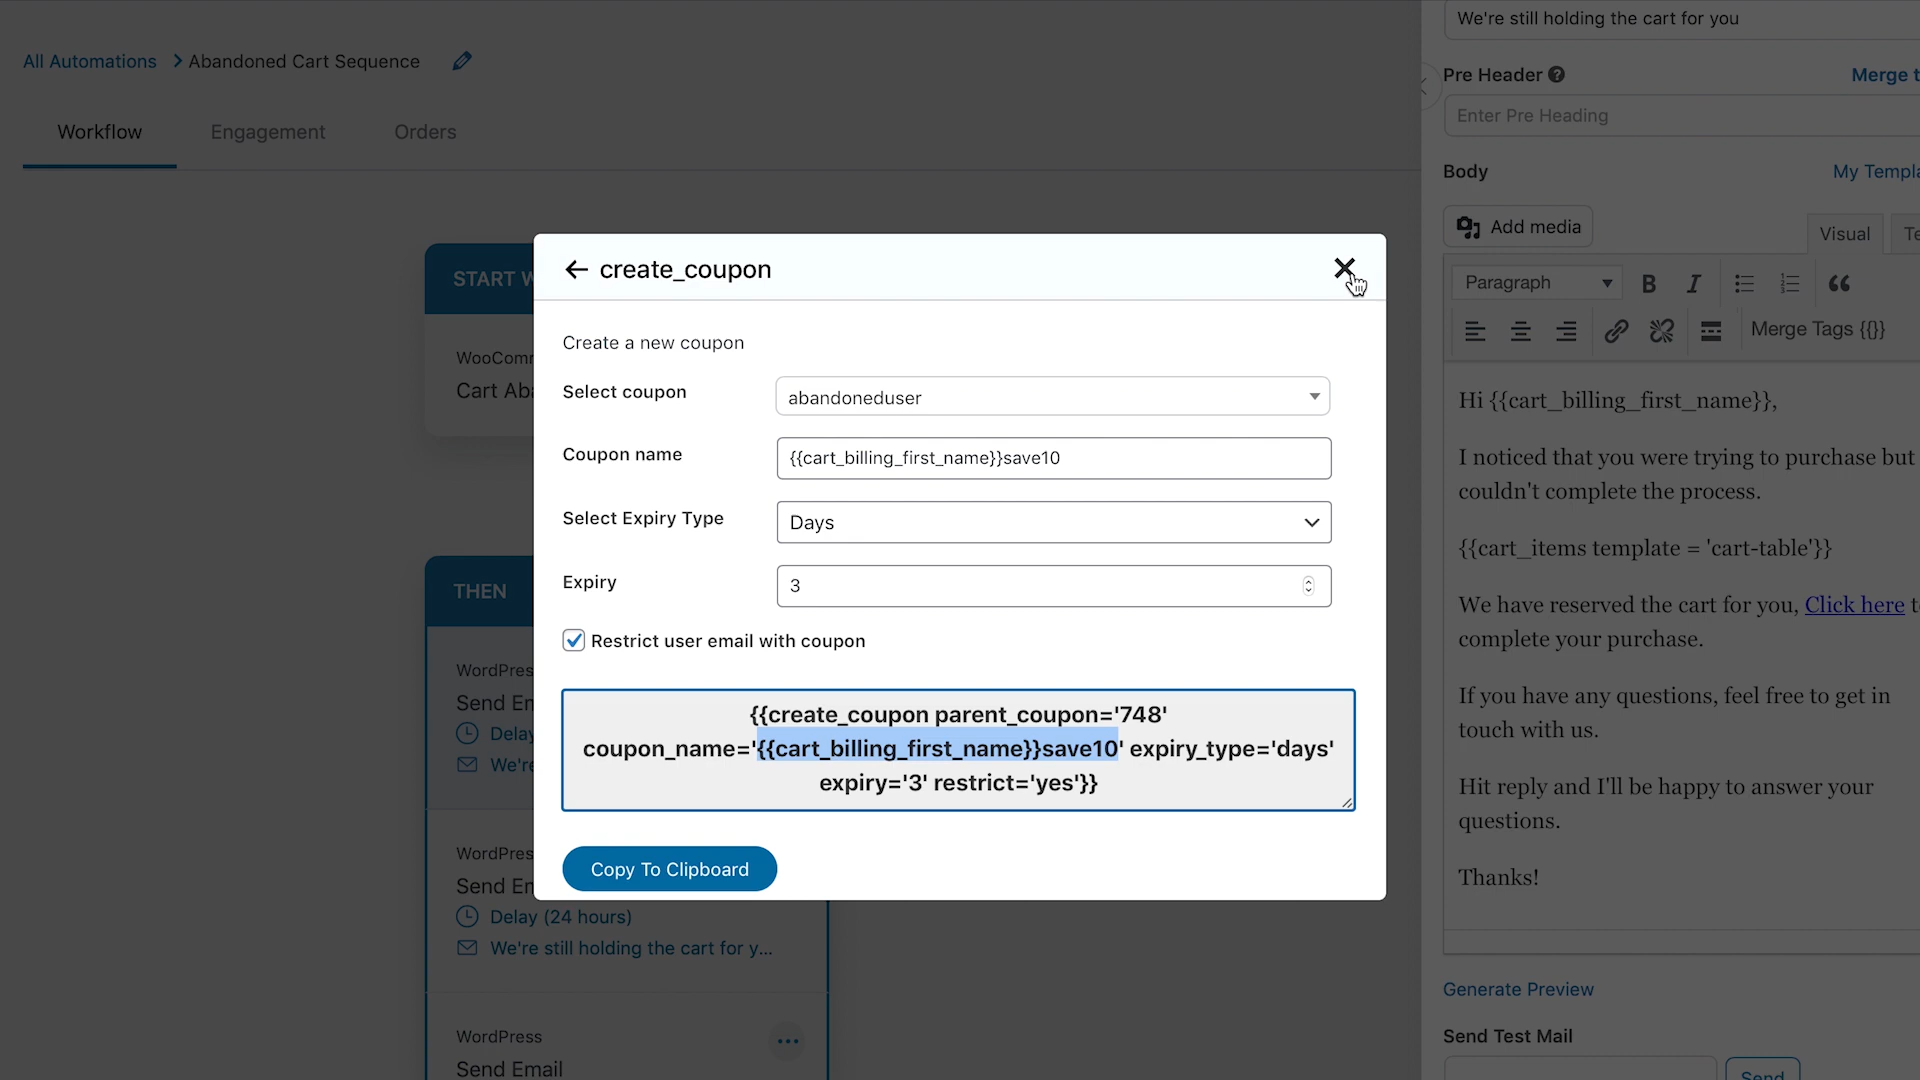 We're still holding the cart for you
All Automations > Abandoned Cart Sequence
Pre Header
Merge t
Enter Pre Heading
Workflow
Engagement
Orders
Body
My Templa
Add media
Visual
Te
START W
Paragraph
B
I
Merge Tags {{}}
WooComm
Cart Ab
create_coupon
Create a new coupon
Select coupon
abandoneduser
Coupon name
{{cart_billing_first_name}}save10
Select Expiry Type
Days
Expiry
3
Restrict user email with coupon
{{create_coupon parent_coupon='748'
coupon_name='{{cart_billing_first_name}}save10' expiry_type='days'
expiry='3' restrict='yes'}}
Copy To Clipboard
THEN
WordPres
Send En
Delay
We're
WordPres
Send En
Delay (24 hours)
We're still holding the cart for y...
WordPress
Send Email
Hi {{cart_billing_first_name}},
I noticed that you were trying to purchase but
couldn't complete the process.
{{cart_items template = 'cart-table'}}
We have reserved the cart for you, Click here t
complete your purchase.
If you have any questions, feel free to get in
touch with us.
Hit reply and I'll be happy to answer your
questions.
Thanks!
Generate Preview
Send Test Mail
Send